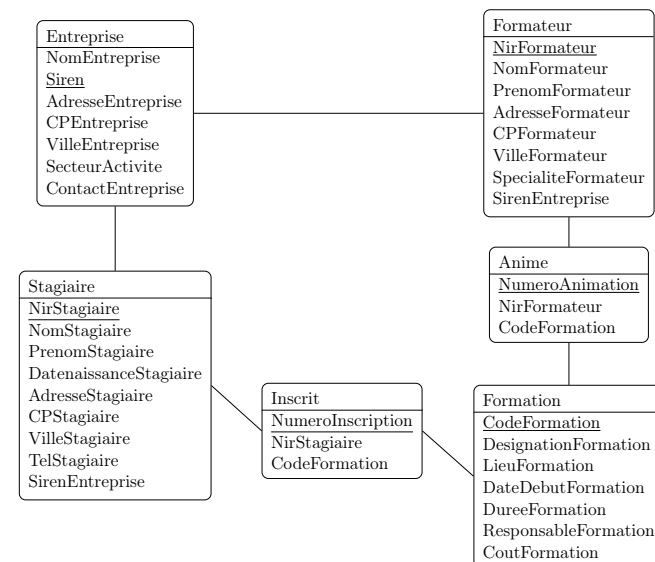 Entreprise
NomEntreprise
Siren
AdresseEntreprise
CPEntreprise
VilleEntreprise
SecteurActivite
ContactEntreprise
Formateur
NirFormateur
NomFormateur
PrenomFormateur
AdresseFormateur
CPFormateur
VilleFormateur
SpecialiteFormateur
SirenEntreprise
Stagiaire
NirStagiaire
NomStagiaire
PrenomStagiaire
DatenaissanceStagiaire
AdresseStagiaire
CPStagiaire
VilleStagiaire
TelStagiaire
SirenEntreprise
Anime
NumeroAnimation
NirFormateur
CodeFormation
Inscrit
NumeroInscription
NirStagiaire
CodeFormation
Formation
CodeFormation
DesignationFormation
LieuFormation
DateDebutFormation
DureeFormation
ResponsableFormation
CoutFormation